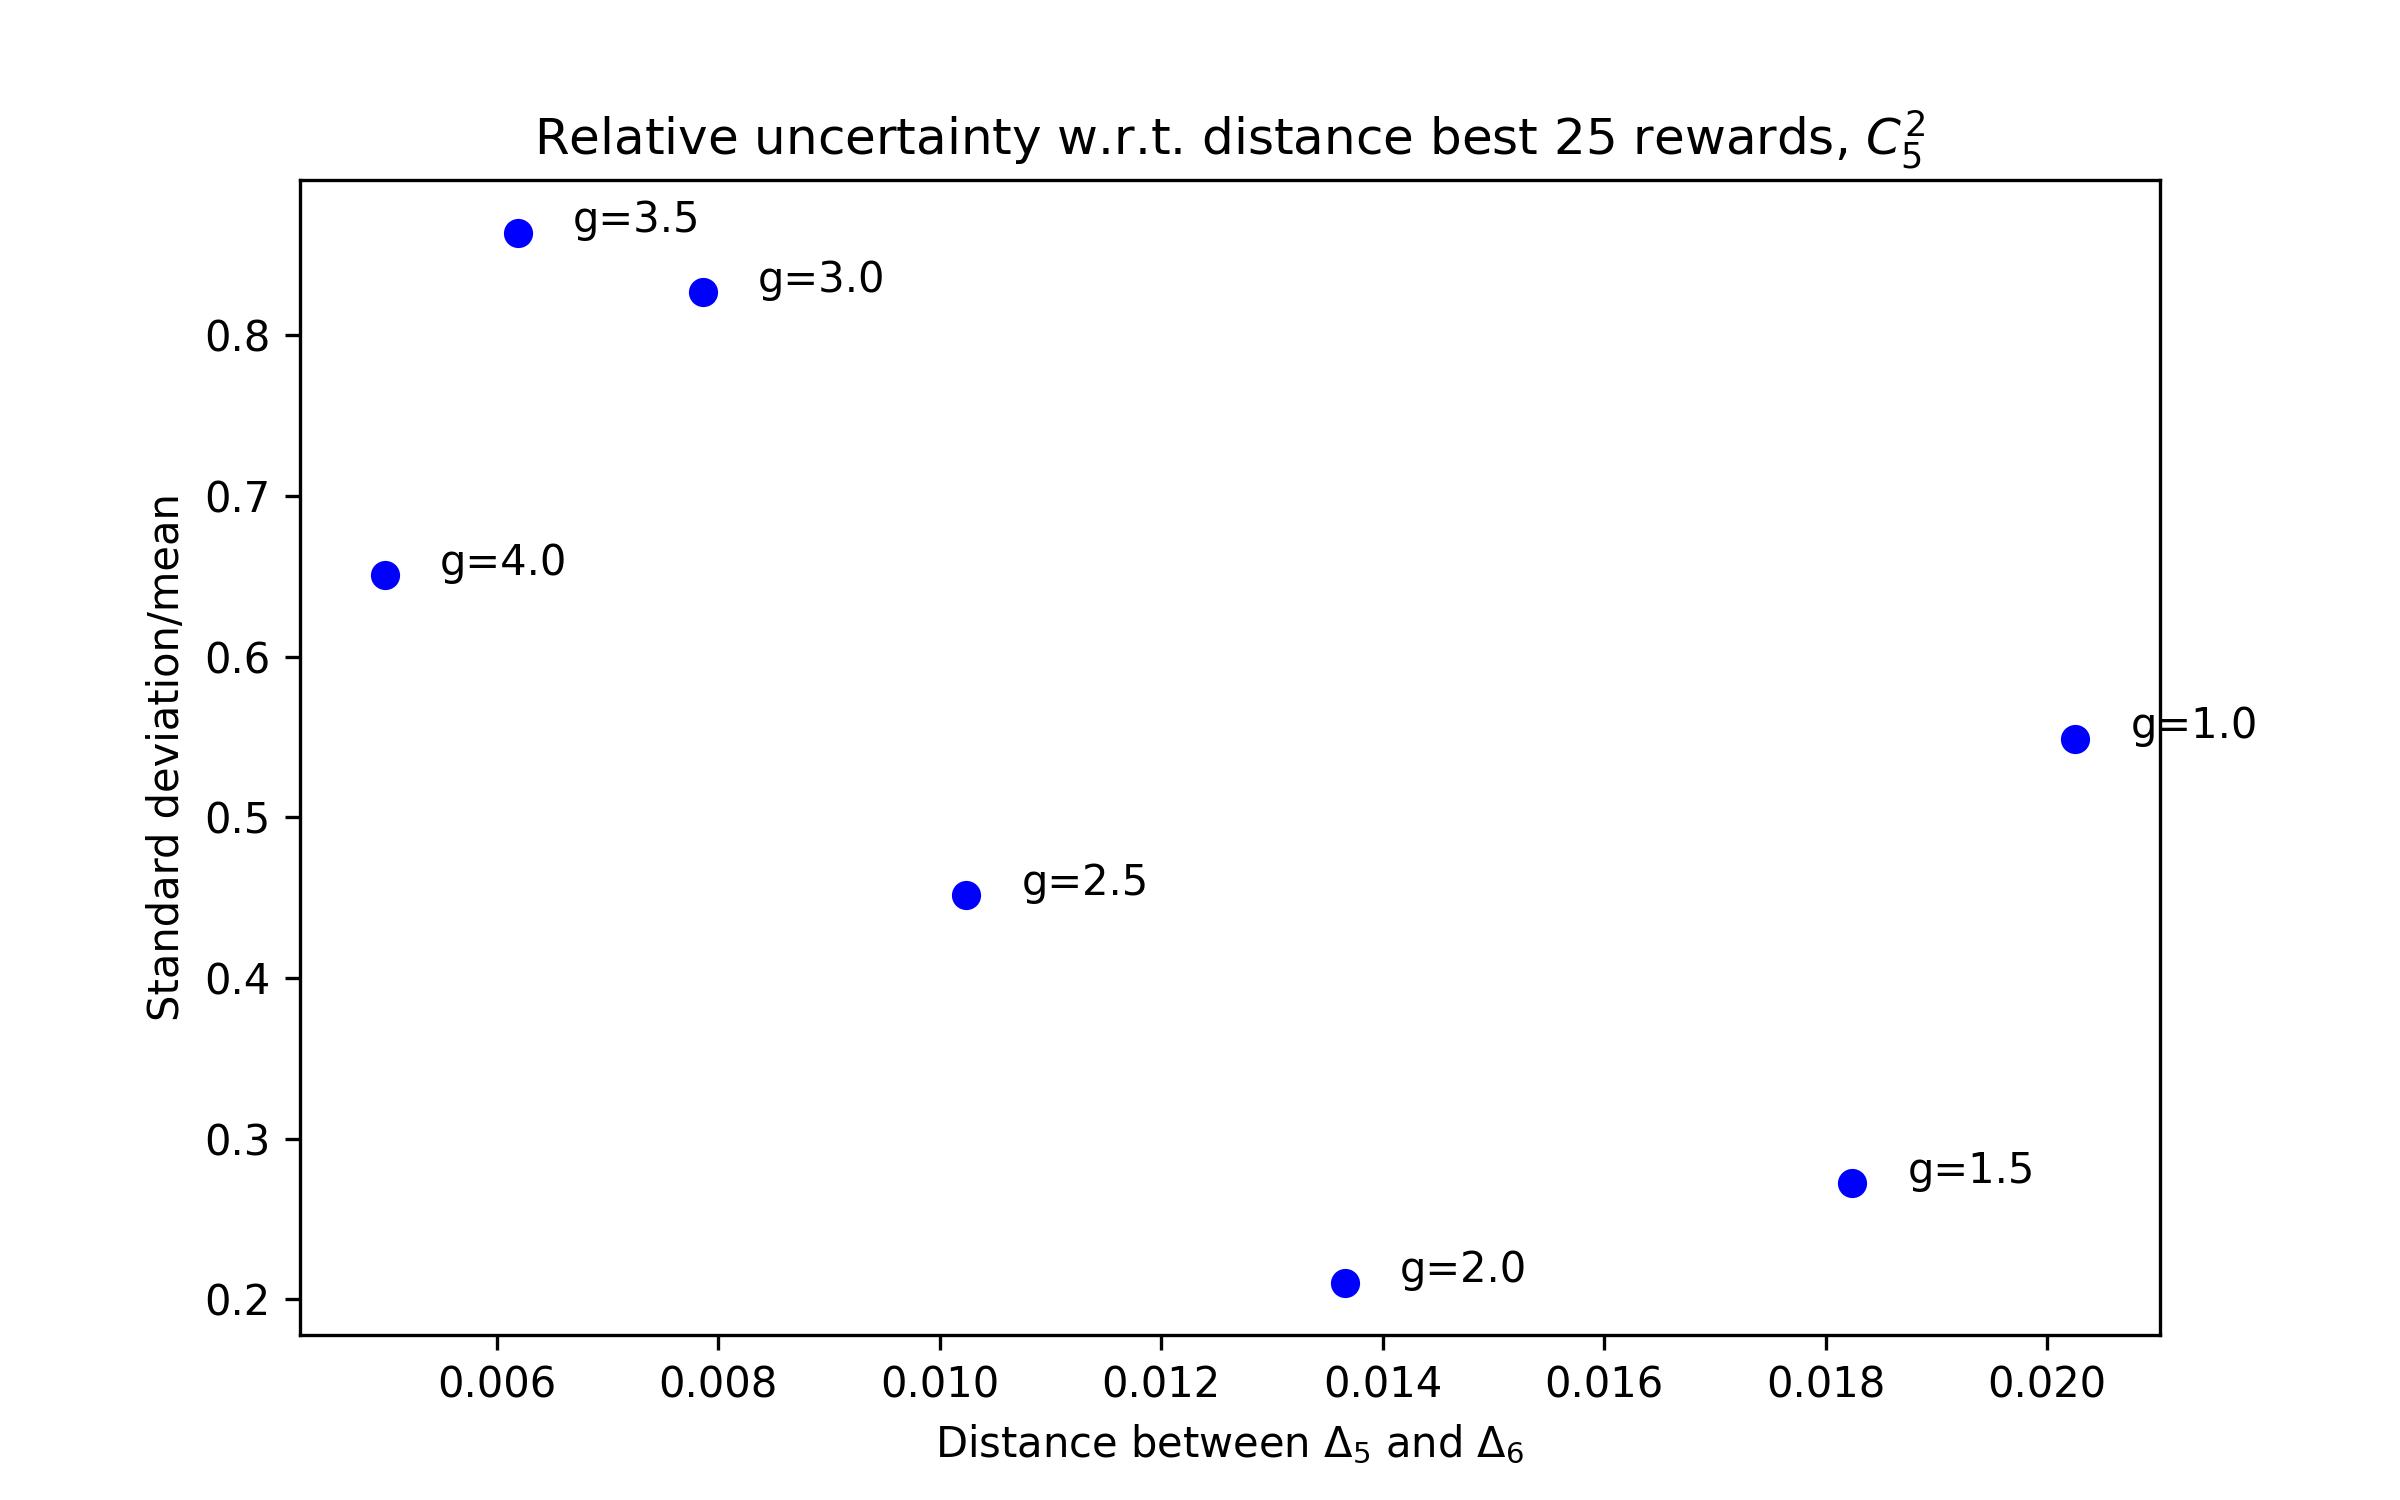 Relative uncertainty w.r.t. distance best 25 rewards, $C_5^2$
g=3.5
g=3.0
0.8
0.7
g=4.0
0.6
g=1.0
0.5
g=2.5
0.4
0.3
g=1.5
g=2.0
0.2
Standard deviation/mean
0.006 0.008 0.010 0.012 0.014 0.016 0.018 0.020
Distance between Δ₅ and Δ₆